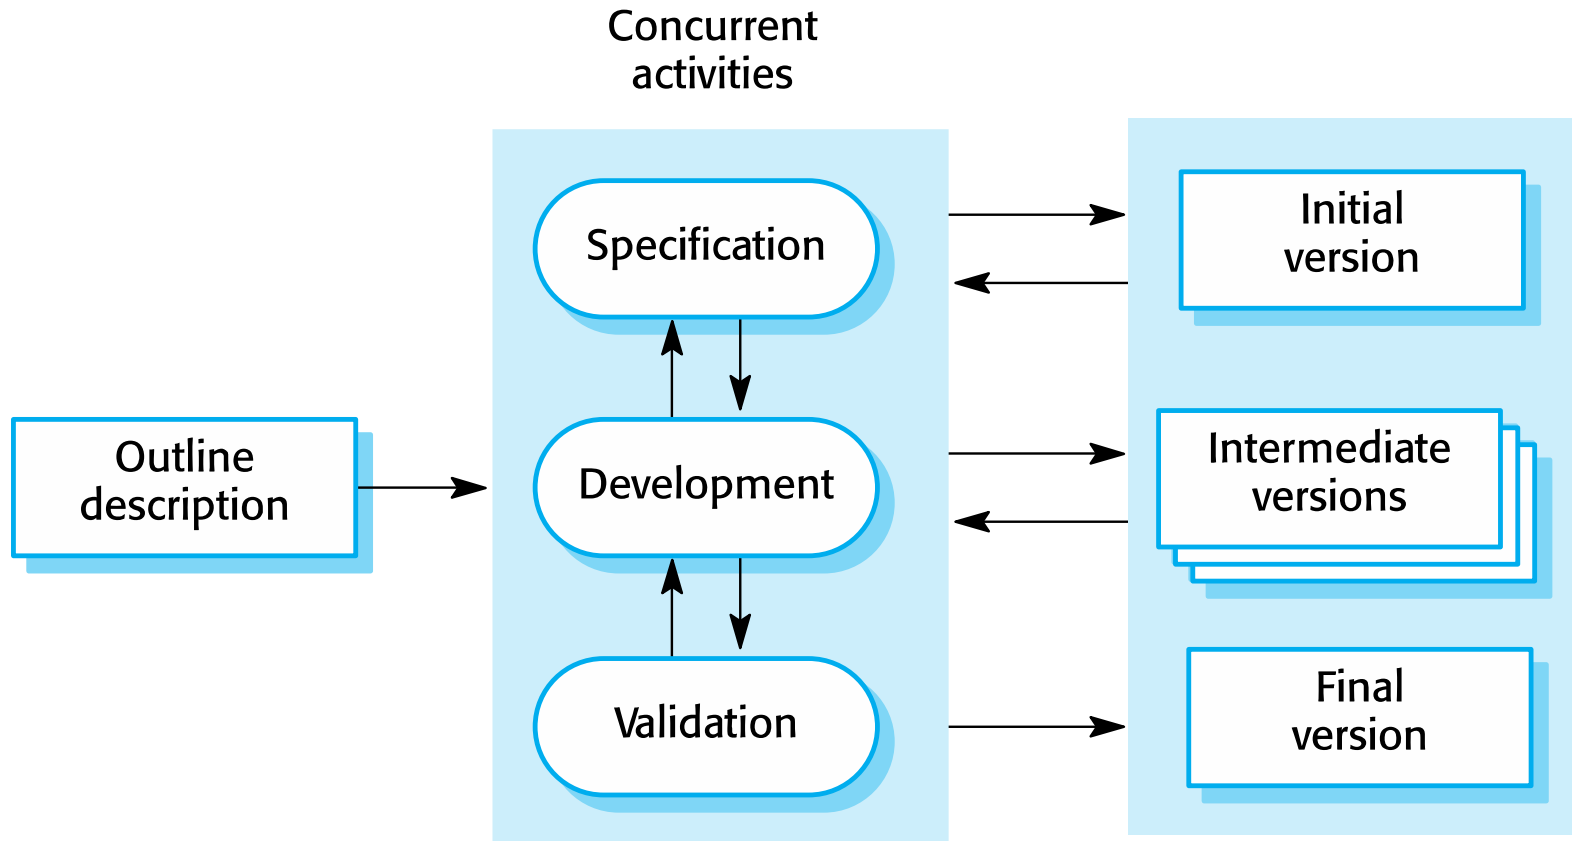 Concurrent
activities
Specification
Initial
version
Outline
description
Development
Intermediate
versions
Validation
Final
version